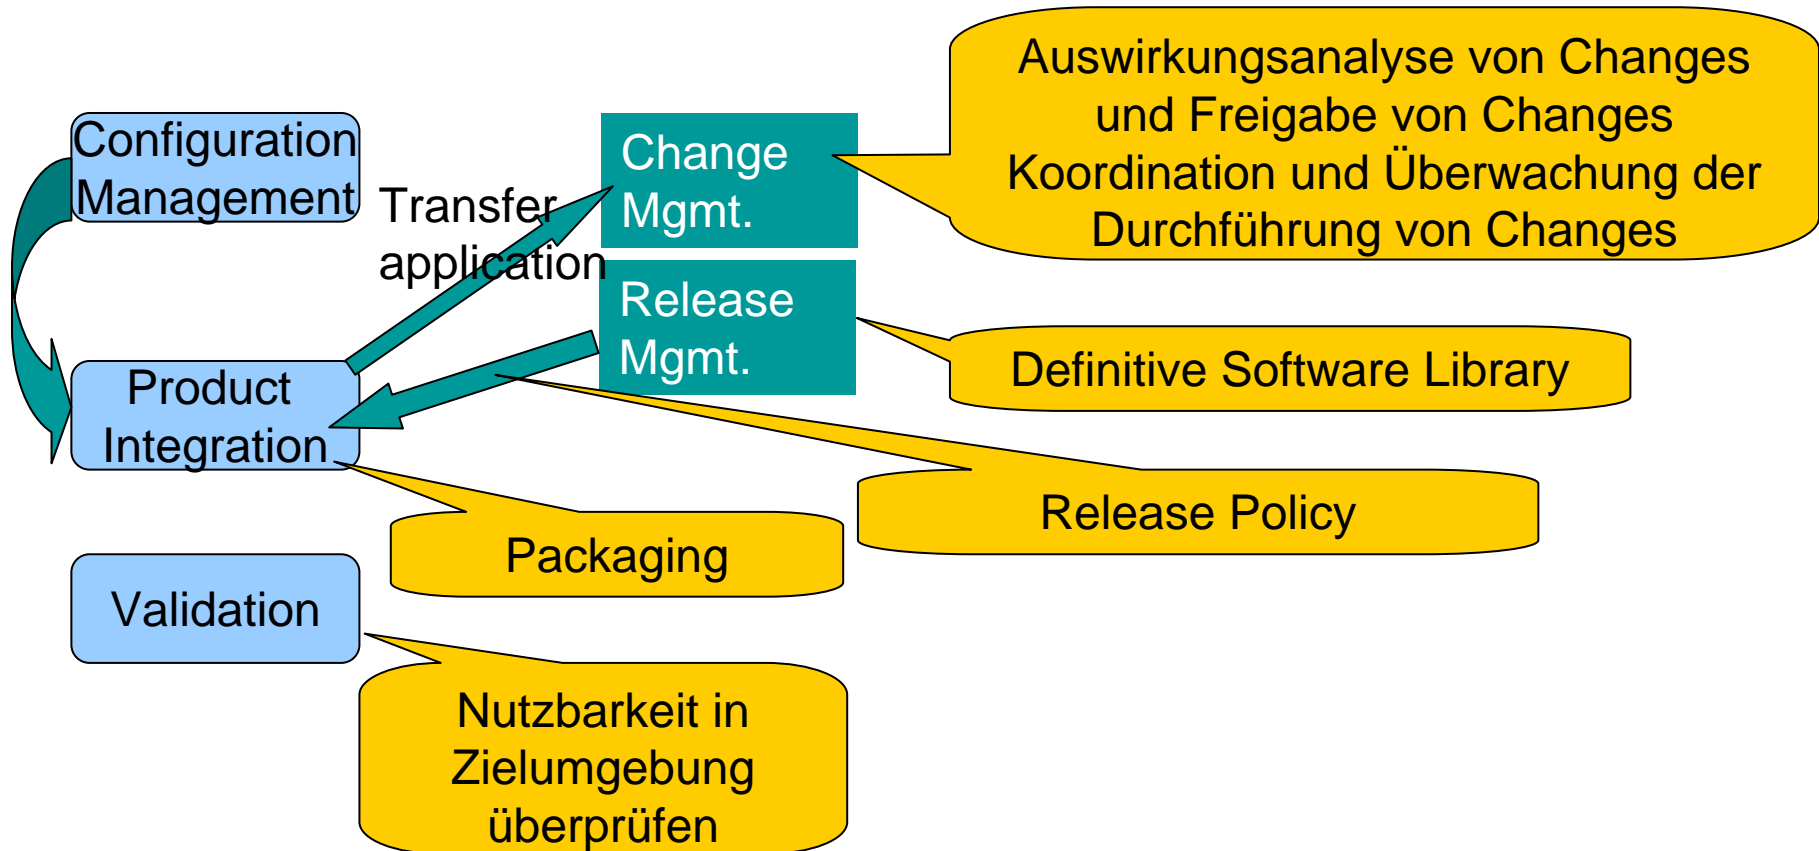 Configuration
Management
Transfer
application
Change
Mgmt.
Auswirkungsanalyse von Changes
und Freigabe von Changes
Koordination und Überwachung der
Durchführung von Changes
Release
Mgmt.
Definitive Software Library
Product
Integration
Release Policy
Packaging
Validation
Nutzbarkeit in
Zielumgebung
überprüfen